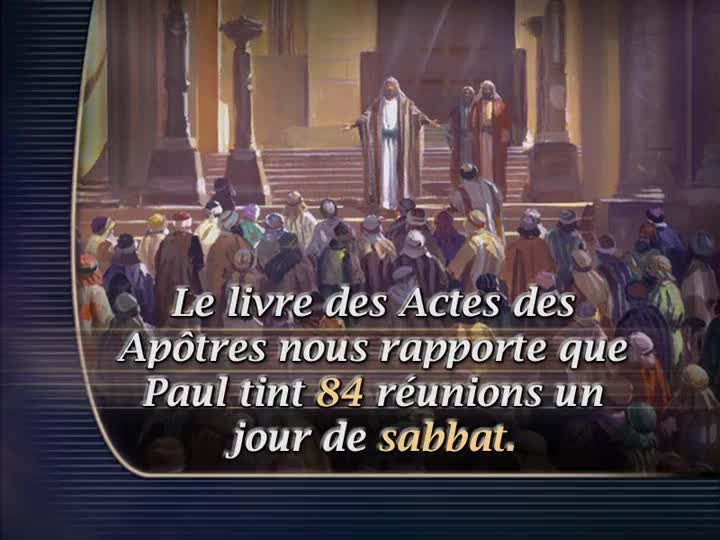 Le livre des Actes des
Apôtres nous rapporte que
Paul tint 84 réunions un
jour de sabbat.